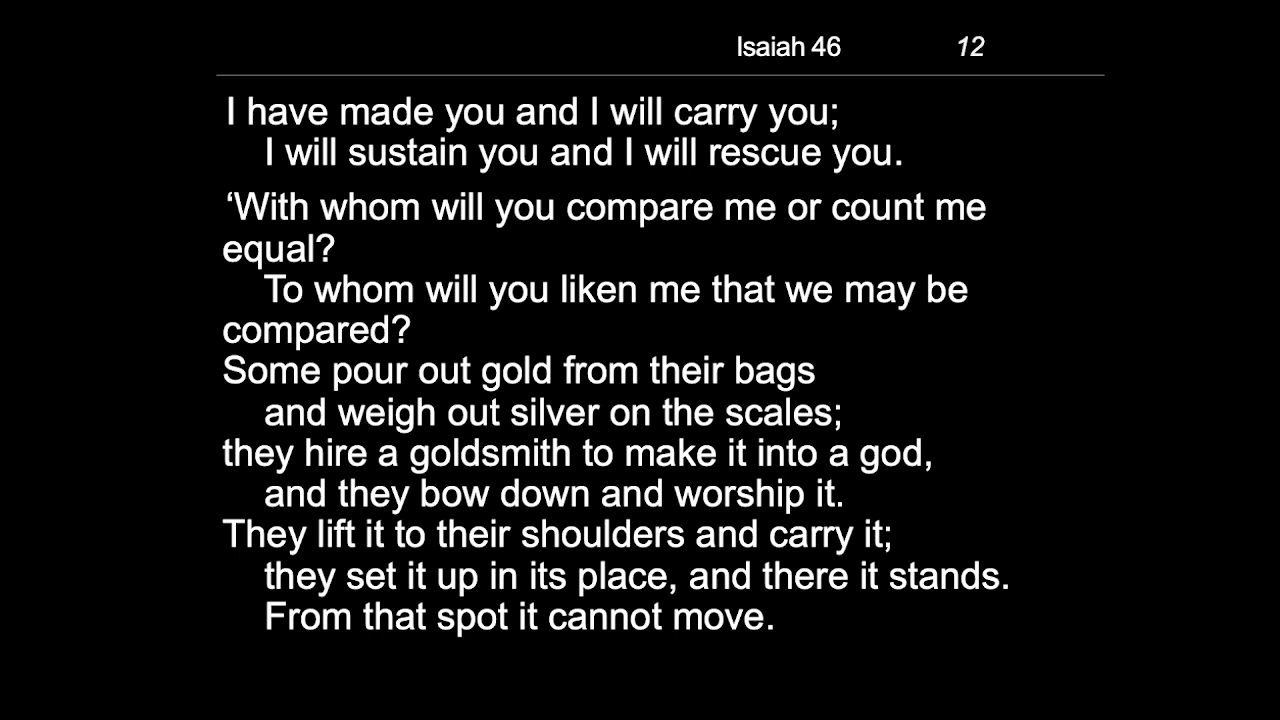 Isaiah 46 12
I have made you and I will carry you;
I will sustain you and I will rescue you.
‘With whom will you compare me or count me
equal?
To whom will you liken me that we may be
compared?
Some pour out gold from their bags
and weigh out silver on the scales;
they hire a goldsmith to make it into a god,
and they bow down and worship it.
They lift it to their shoulders and carry it;
they set it up in its place, and there it stands.
From that spot it cannot move.